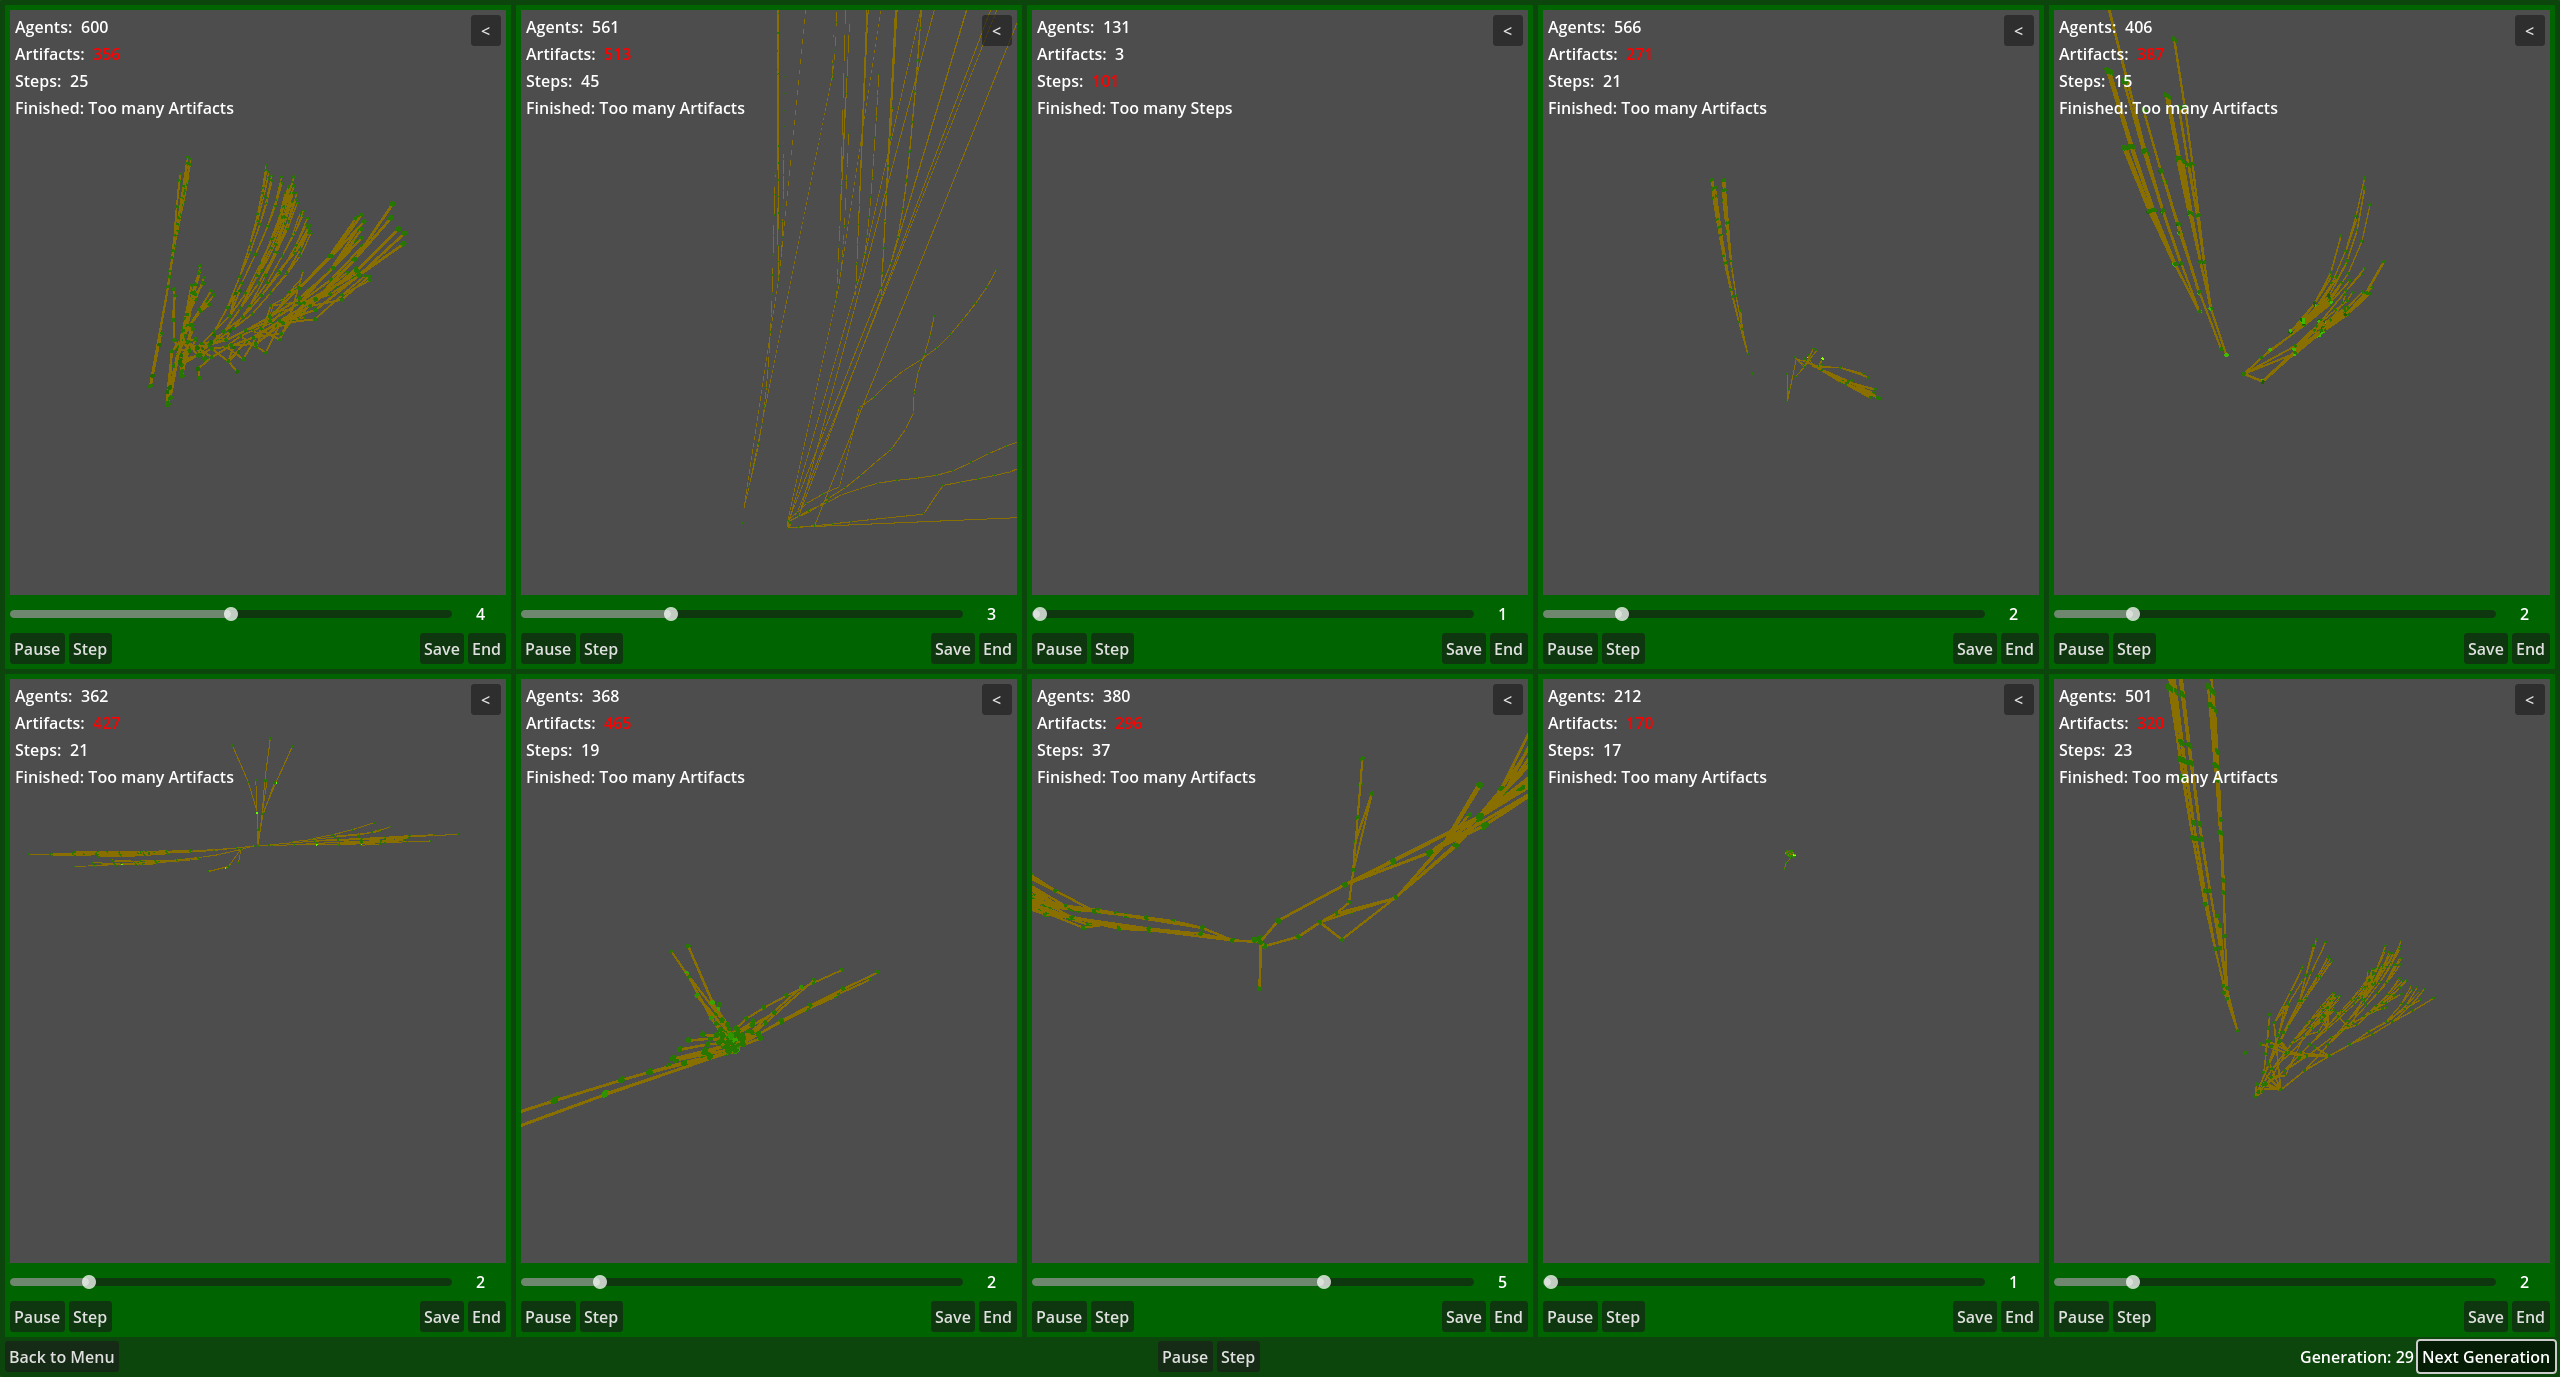 Agents: 600
Artifacts: 356
Steps: 25
Finished: Too many Artifacts
<
4
Pause Step Save End
Agents: 561
Artifacts: 513
Steps: 45
Finished: Too many Artifacts
<
3
Pause Step Save End
Agents: 131
Artifacts: 3
Steps: 101
Finished: Too many Steps
<
1
Pause Step Save End
Agents: 566
Artifacts: 271
Steps: 21
Finished: Too many Artifacts
<
2
Pause Step Save End
Agents: 406
Artifacts: 387
Steps: 15
Finished: Too many Artifacts
<
2
Pause Step Save End
Agents: 362
Artifacts: 427
Steps: 21
Finished: Too many Artifacts
<
2
Pause Step Save End
Agents: 368
Artifacts: 465
Steps: 19
Finished: Too many Artifacts
<
2
Pause Step Save End
Agents: 380
Artifacts: 296
Steps: 37
Finished: Too many Artifacts
<
5
Pause Step Save End
Agents: 212
Artifacts: 170
Steps: 17
Finished: Too many Artifacts
<
1
Pause Step Save End
Agents: 501
Artifacts: 320
Steps: 23
Finished: Too many Artifacts
<
2
Pause Step Save End
Back to Menu Pause Step Generation: 29 Next Generation